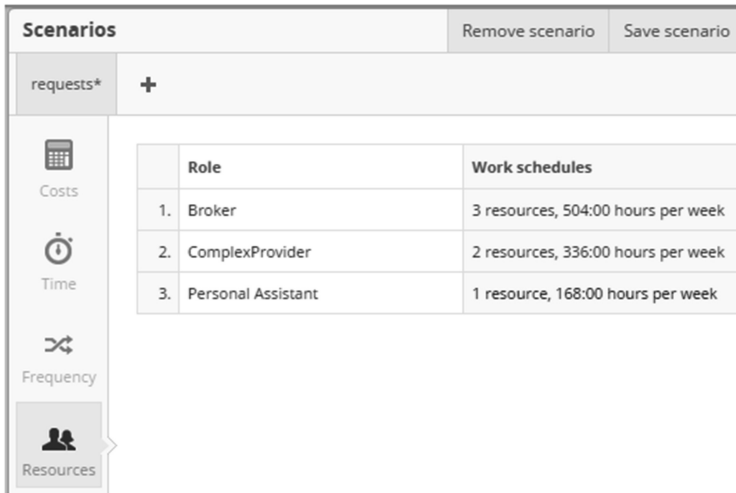 Scenarios
Remove scenario
Save scenario
requests*
Costs
Time
Frequency
Resources
Role Work schedules
1. Broker 3 resources, 504:00 hours per week
2. ComplexProvider 2 resources, 336:00 hours per week
3. Personal Assistant 1 resource, 168:00 hours per week